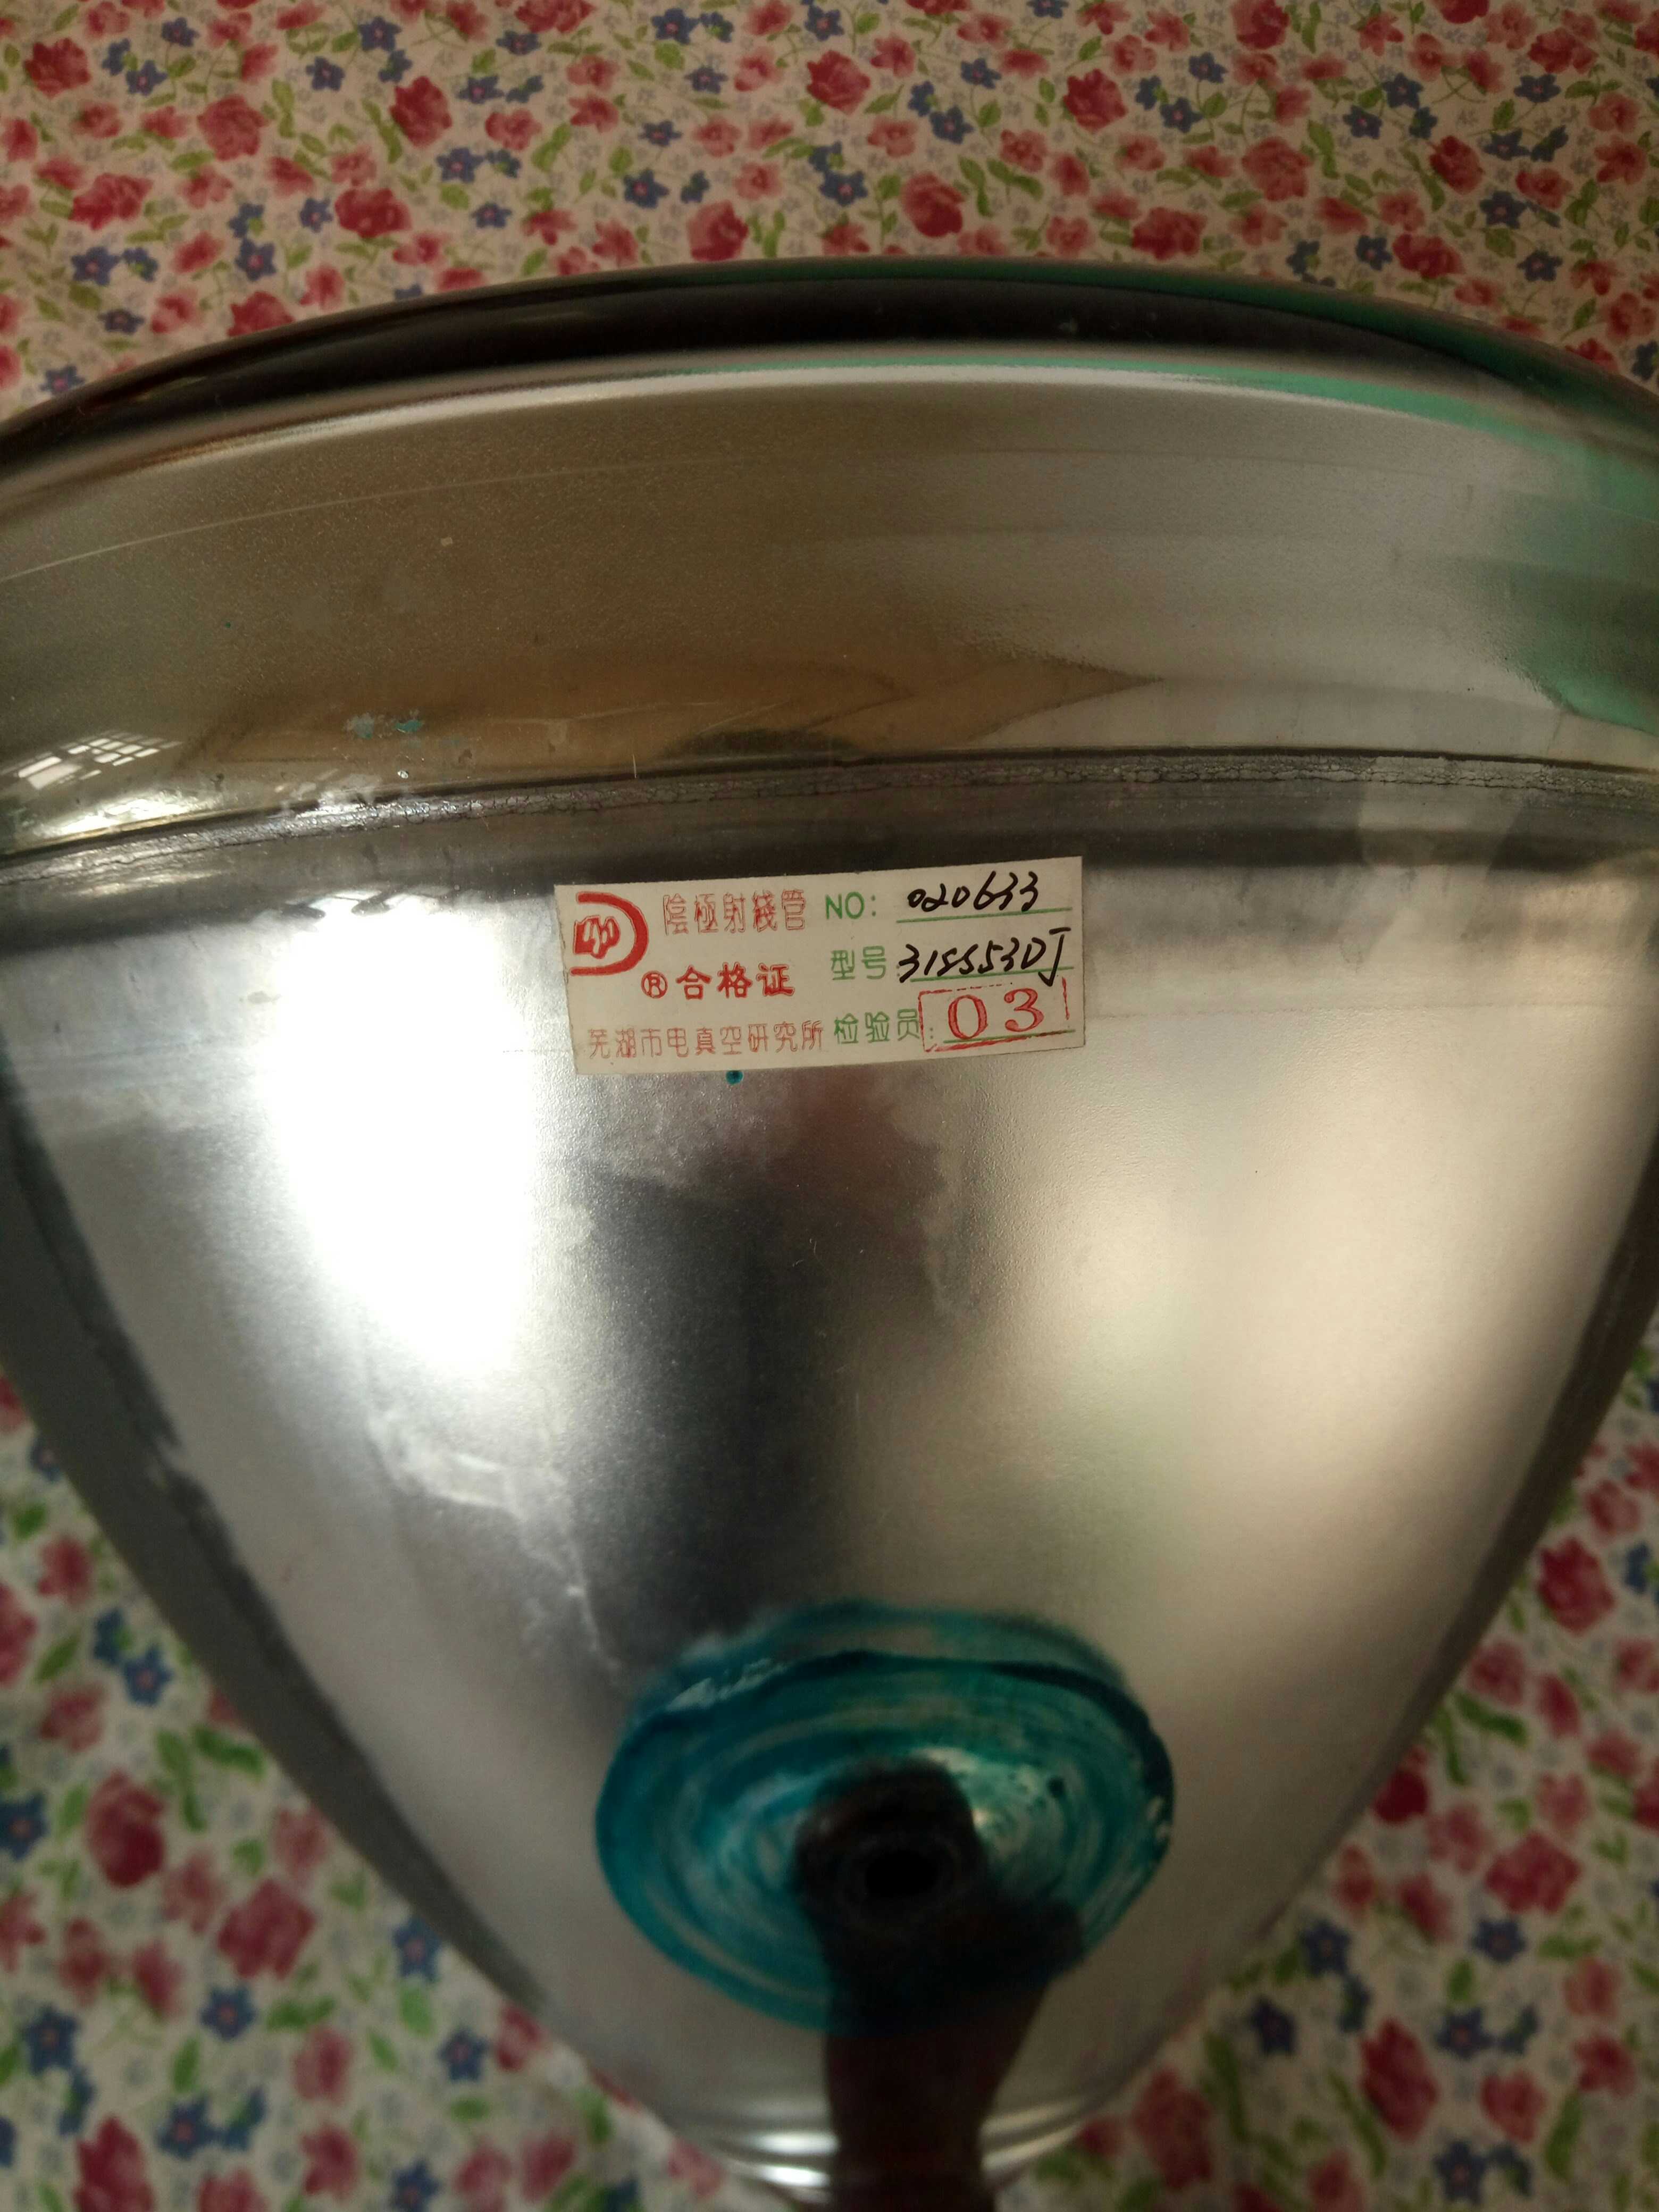 陰極射綫管 NO: 020633
®合格证 型号 31SS53DJ
芜湖市电真空研究所 检验员: 03